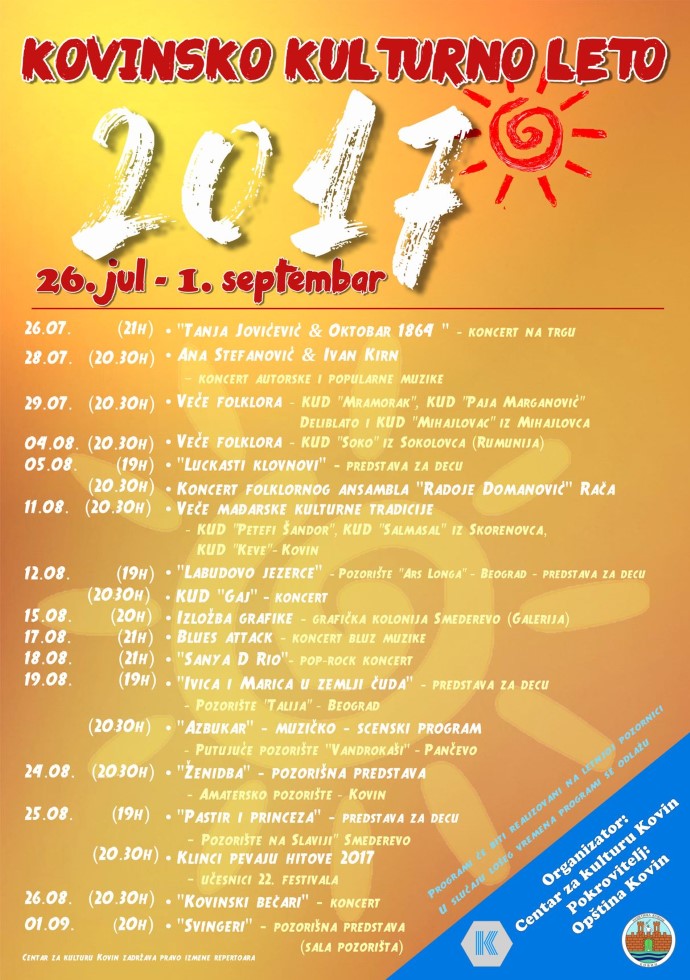 KOVINSKO KULTURNO LETO
2017
26. jul - 1. septembar
26.07. (21h) • "Tanja Jovičević & Oktobar 1864 " - koncert na trgu
28.07. (20.30h) • Ana Stefanović & Ivan Kirn
- koncert autorske i popularne muzike
29.07. (20.30h) • Veče folklora - KUD "Mramorak", KUD "Paja Marganović"
Deliblato i KUD "Mihajlovac" iz Mihajlovca
04.08. (20.30h) • Veče folklora - KUD "Soko" iz Sokolovca (Rumunija)
05.08. (19h) • "Luckasti klovnovi" - predstava za decu
(20.30h) • Koncert folklornog ansambla "Radoje Domanović" Rača
11.08. (20.30h) • Veče mađarske kulturne tradicije
- KUD "Petefi Šandor", KUD "Salmasal" iz Skorenovca,
KUD "Keve"- Kovin
12.08. (19h) • "Labudovo jezerce" - Pozorište "Ars Longa" - Beograd - predstava za decu
(20.30h) • KUD "Gaj" - koncert
15.08. (20h) • Izložba grafike - grafička kolonija Smederevo (Galerija)
17.08. (21h) • Blues attack - koncert bluz muzike
18.08. (21h) • "Sanya D Rio"- pop-rock koncert
19.08. (19h) • "Ivica i Marica u zemlji čuda" - predstava za decu
- Pozorište "Talija" - Beograd
(20.30h) • "Azbukar" - muzičko - scenski program
- Putujuće pozorište "Vandrokaši" - Pančevo
24.08. (20.30h) • "Ženidba" - pozorišna predstava
- Amatersko pozorište - Kovin
25.08. (19h) • "Pastir i princeza" - predstava za decu
- Pozorište na Slaviji" Smederevo
(20.30h) • Klinci pevaju hitove 2017
- učesnici 22. festivala
26.08. (20.30h) • "Kovinski bećari" - koncert
01.09. (20h) • "Svingeri" - pozorišna predstava
(sala pozorišta)
Centar za kulturu Kovin zadržava pravo izmene repertoara
Programi će biti realizovani na letnjoj pozornici
U slučaju lošeg vremena programi se odlažu
Organizator:
Centar za kulturu Kovin
Pokrovitelj:
Opština Kovin
K